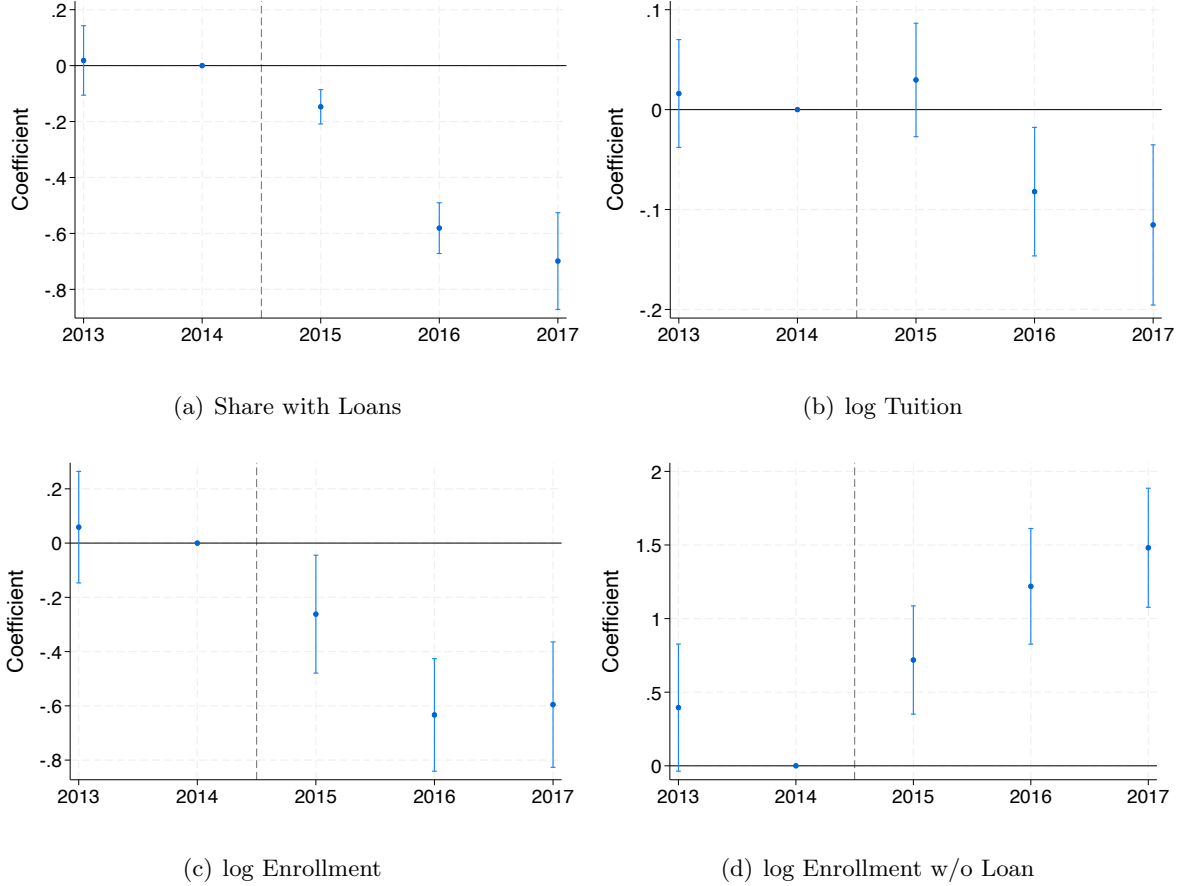 .2
0
-.2
-.4
-.6
-.8
Coefficient
2013 2014 2015 2016 2017
(a) Share with Loans
.1
0
-.1
-.2
Coefficient
2013 2014 2015 2016 2017
(b) log Tuition
.2
0
-.2
-.4
-.6
-.8
Coefficient
2013 2014 2015 2016 2017
(c) log Enrollment
2
1.5
1
.5
0
Coefficient
2013 2014 2015 2016 2017
(d) log Enrollment w/o Loan